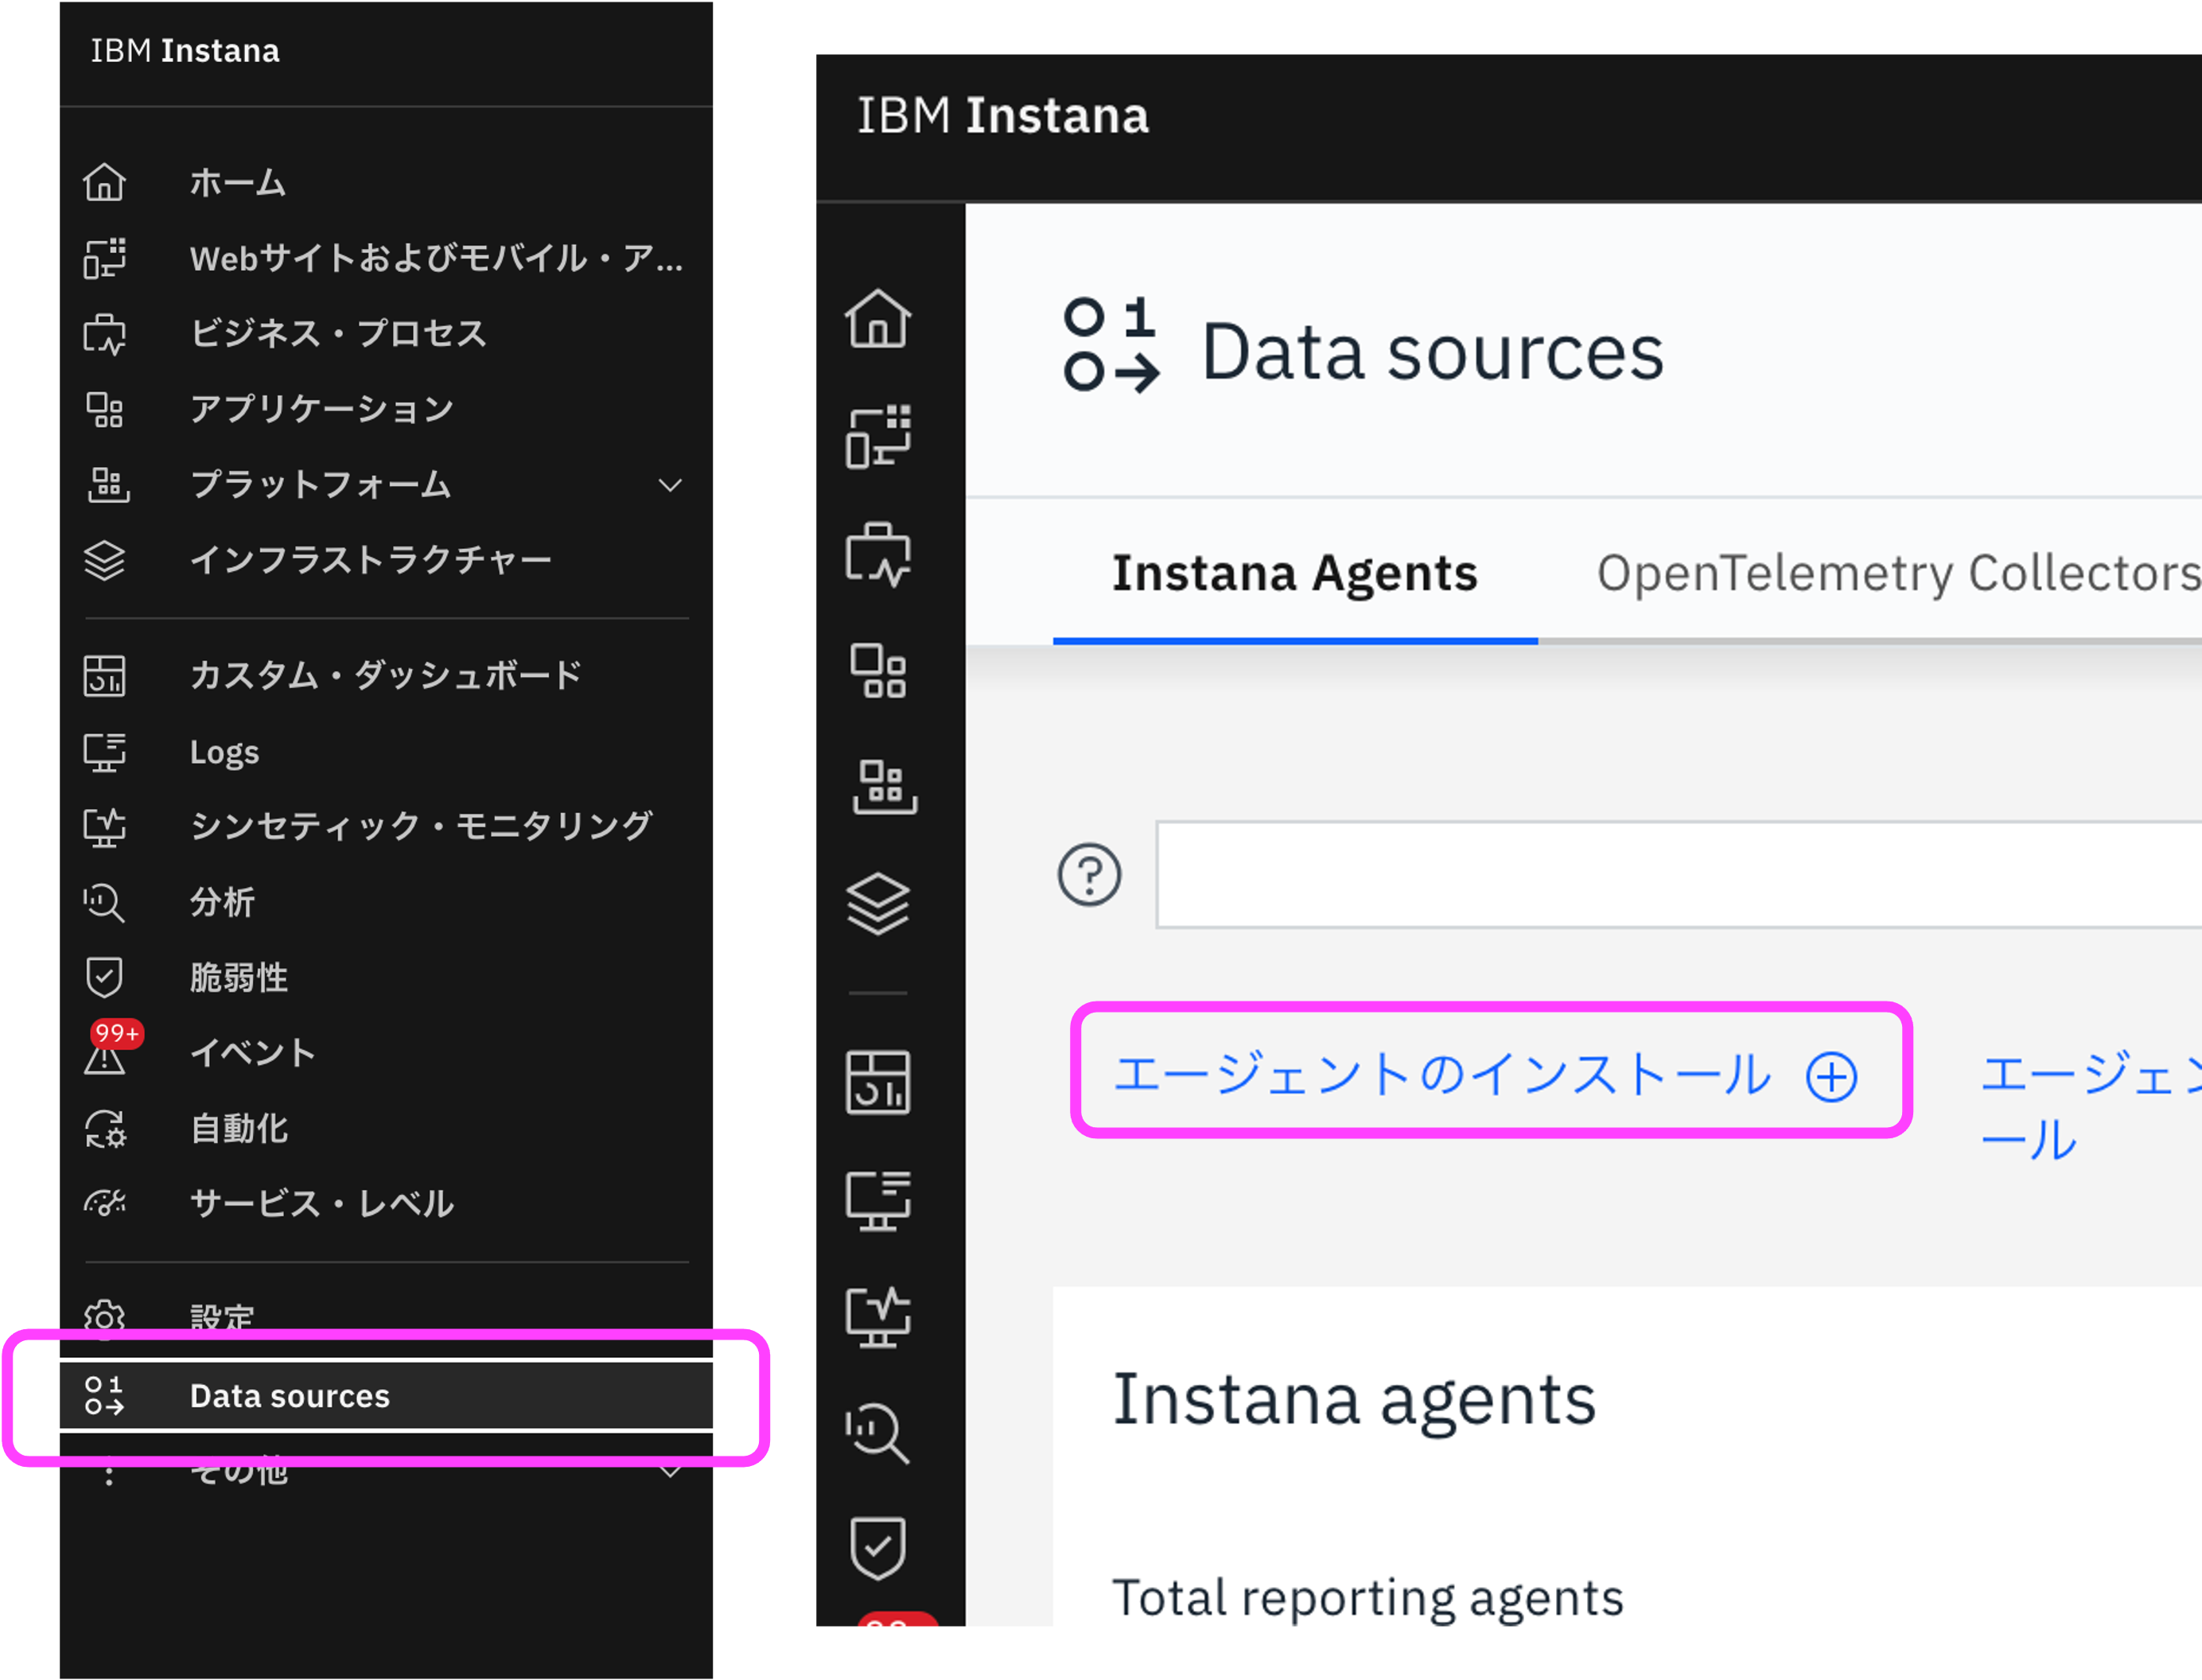 IBM Instana
ホーム
Webサイトおよびモバイル・ア...
ビジネス・プロセス
アプリケーション
プラットフォーム
インフラストラクチャー
カスタム・ダッシュボード
Logs
シンセティック・モニタリング
分析
脆弱性
99+
イベント
自動化
サービス・レベル
設定
Data sources
その他
IBM Instana
Data sources
Instana Agents
OpenTelemetry Collectors
エージェントのインストール
エージェン
ール
Instana agents
Total reporting agents